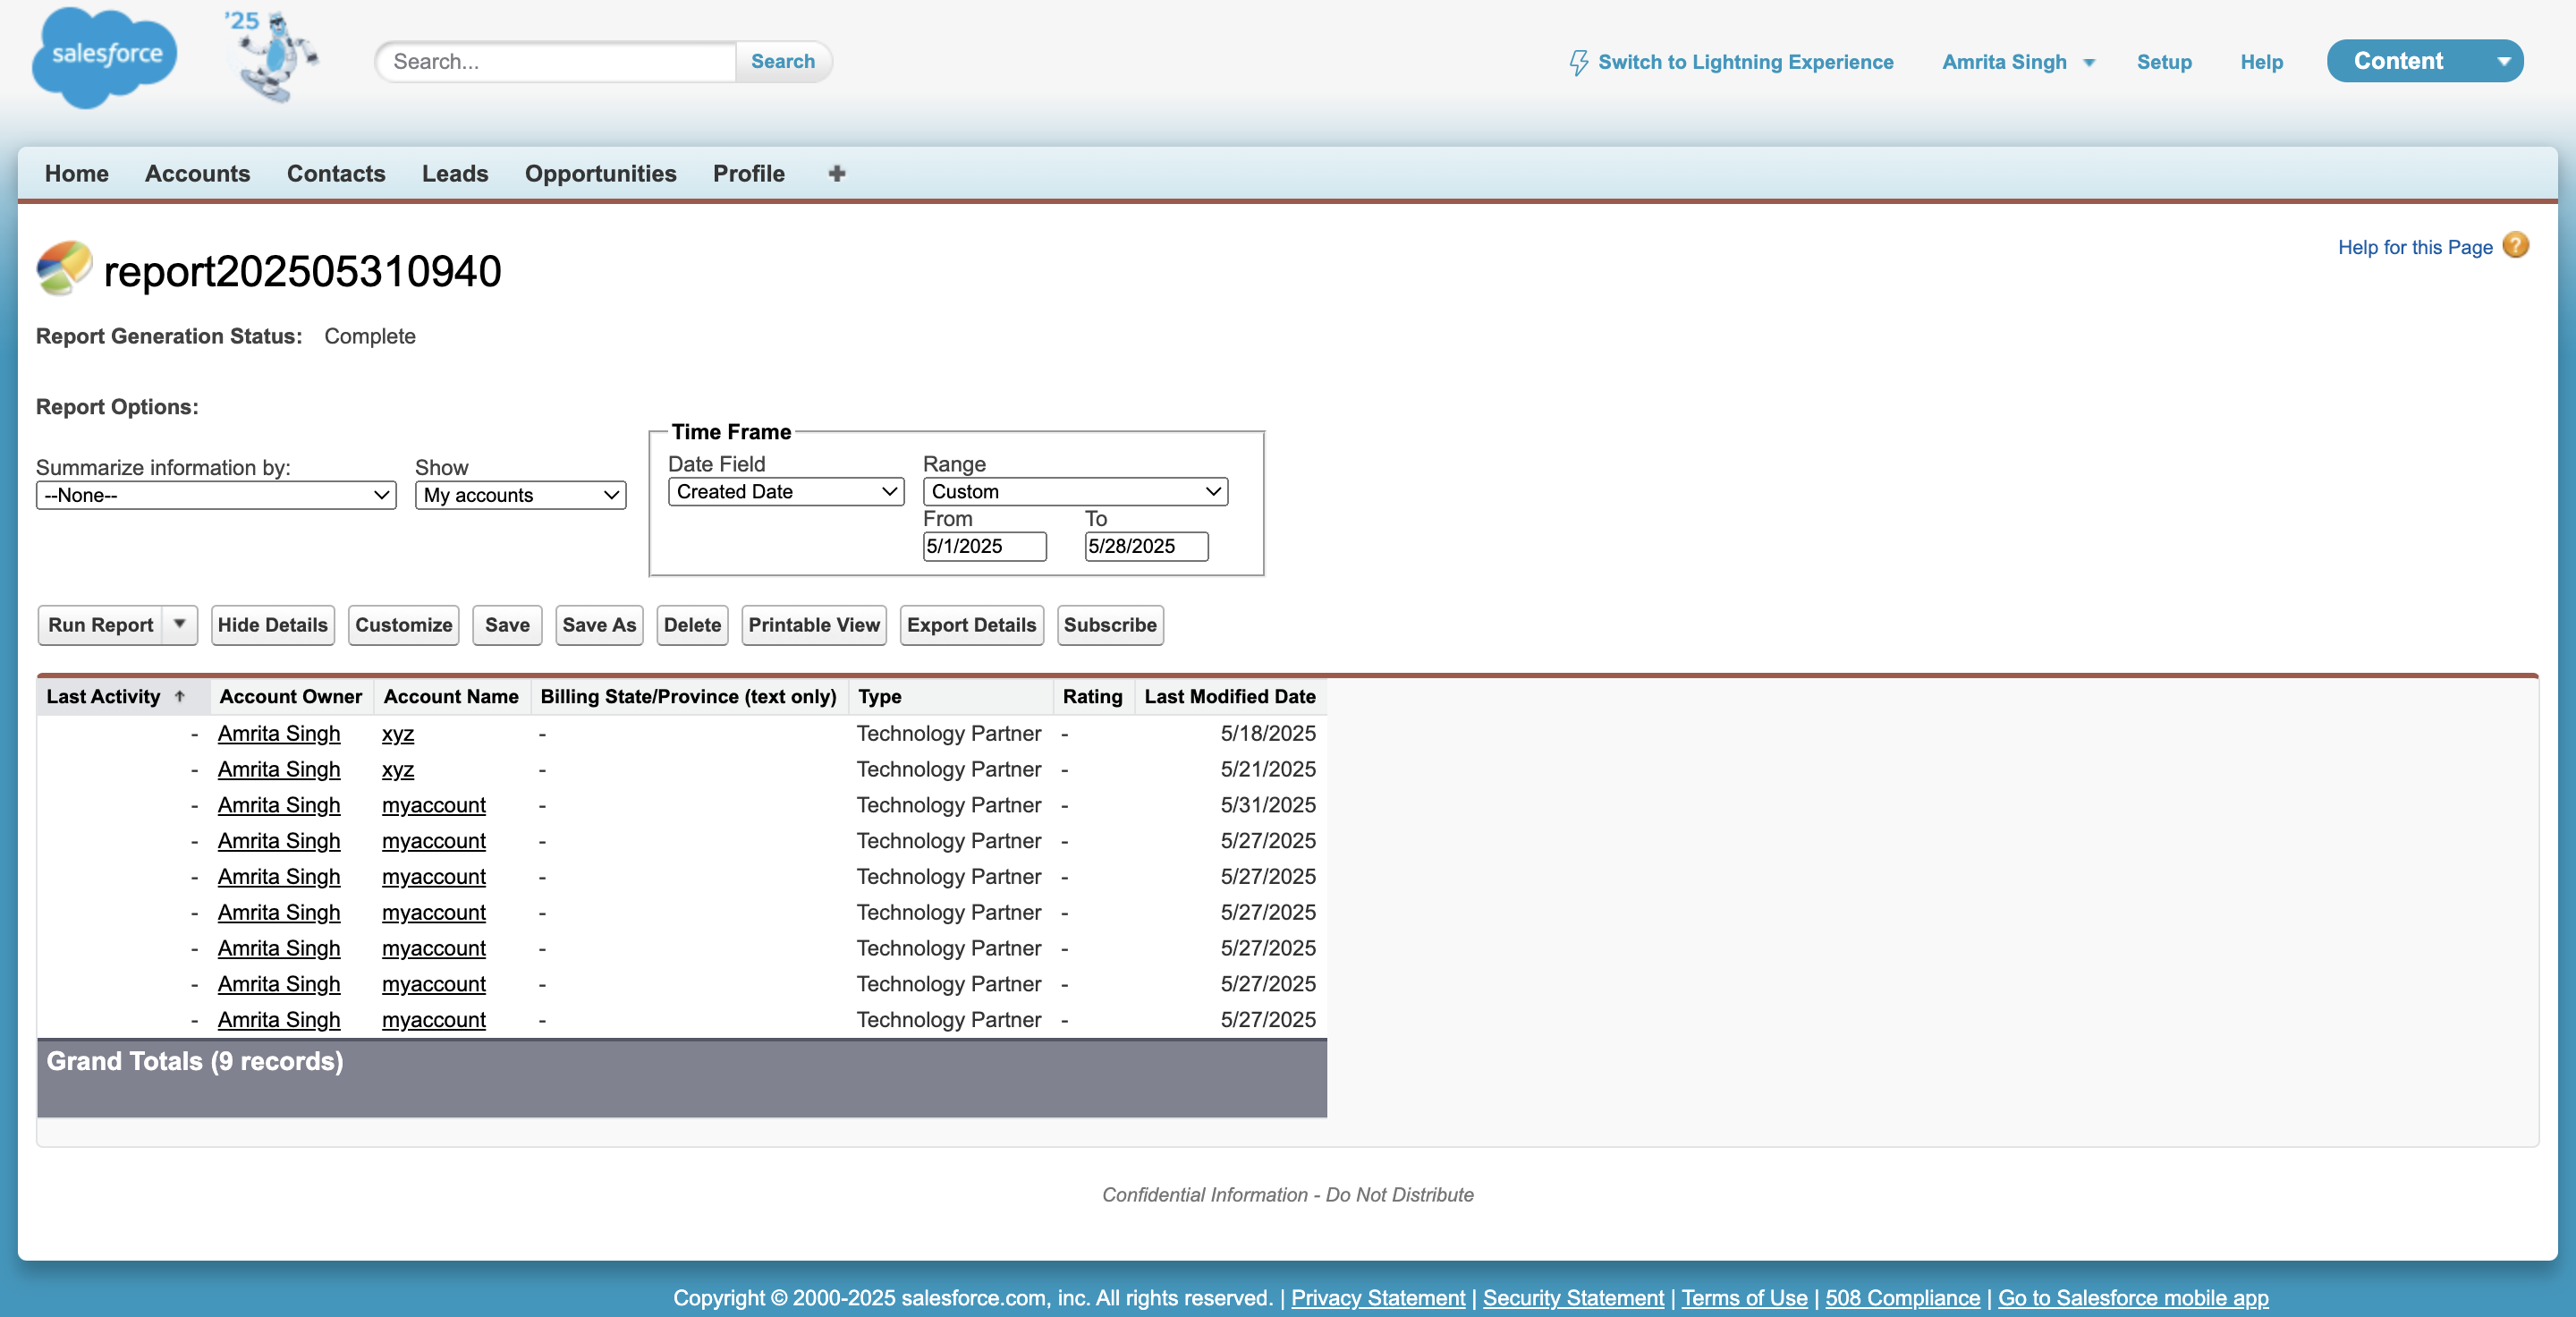 salesforce
'25
Search... Search
Switch to Lightning Experience Amrita Singh Setup Help Content
Home Accounts Contacts Leads Opportunities Profile
Help for this Page ?
report202505310940
Report Generation Status: Complete
Report Options:
Time Frame
Summarize information by: Show Date Field Range
--None-- My accounts Created Date Custom
From To
5/1/2025 5/28/2025
Run Report Hide Details Customize Save Save As Delete Printable View Export Details Subscribe
Last Activity ↑ Account Owner Account Name Billing State/Province (text only) Type Rating Last Modified Date
- Amrita Singh xyz - Technology Partner - 5/18/2025
- Amrita Singh xyz - Technology Partner - 5/21/2025
- Amrita Singh myaccount - Technology Partner - 5/31/2025
- Amrita Singh myaccount - Technology Partner - 5/27/2025
- Amrita Singh myaccount - Technology Partner - 5/27/2025
- Amrita Singh myaccount - Technology Partner - 5/27/2025
- Amrita Singh myaccount - Technology Partner - 5/27/2025
- Amrita Singh myaccount - Technology Partner - 5/27/2025
- Amrita Singh myaccount - Technology Partner - 5/27/2025
Grand Totals (9 records)
Confidential Information - Do Not Distribute
Copyright © 2000-2025 salesforce.com, inc. All rights reserved. | Privacy Statement | Security Statement | Terms of Use | 508 Compliance | Go to Salesforce mobile app